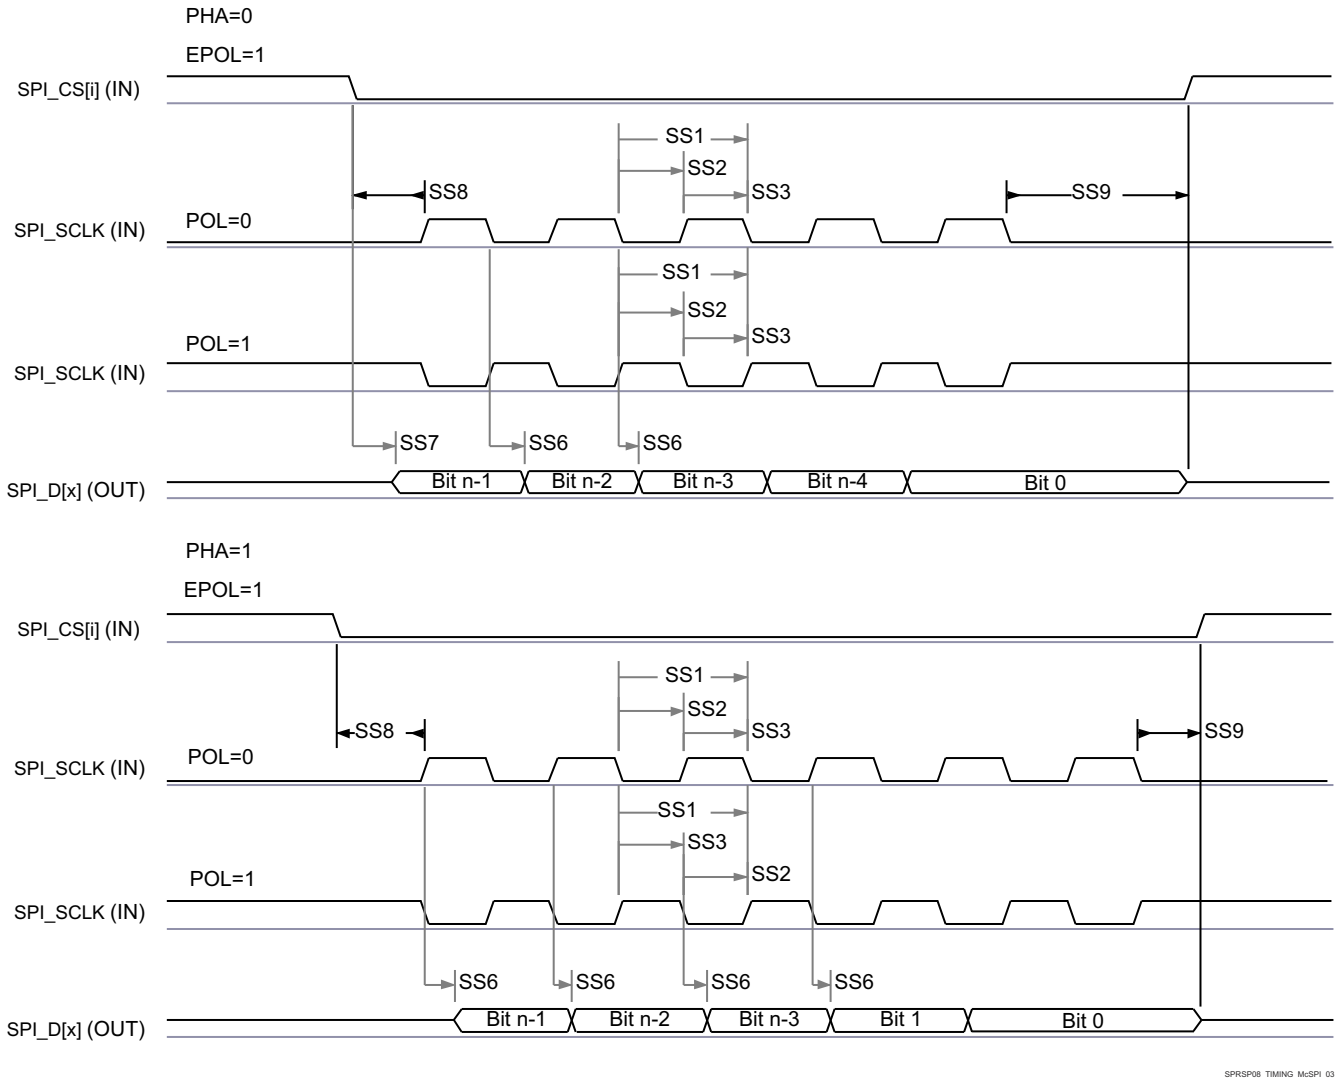 PHA=0
EPOL=1
SPI_CS[i] (IN)
SS1
SS2
SS8
SS3
SS9
POL=0
SPI_SCLK (IN)
SS1
SS2
SS3
POL=1
SPI_SCLK (IN)
SS7
SS6
SS6
SPI_D[x] (OUT)
Bit n-1
Bit n-2
Bit n-3
Bit n-4
Bit 0
PHA=1
EPOL=1
SPI_CS[i] (IN)
SS1
SS2
SS8
SS3
SS9
POL=0
SPI_SCLK (IN)
SS1
SS3
SS2
POL=1
SPI_SCLK (IN)
SS6
SS6
SS6
SS6
SPI_D[x] (OUT)
Bit n-1
Bit n-2
Bit n-3
Bit 1
Bit 0
SPRSP08_TIMING_McSPI_03